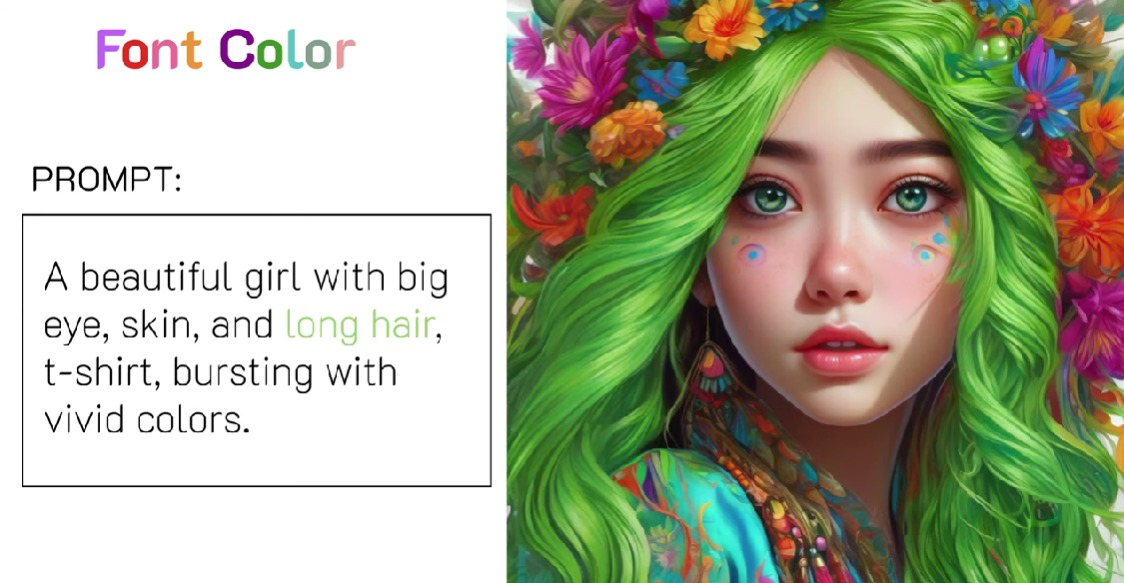 Font Color
PROMPT:
A beautiful girl with big
eye, skin, and long hair,
t-shirt, bursting with
vivid colors.